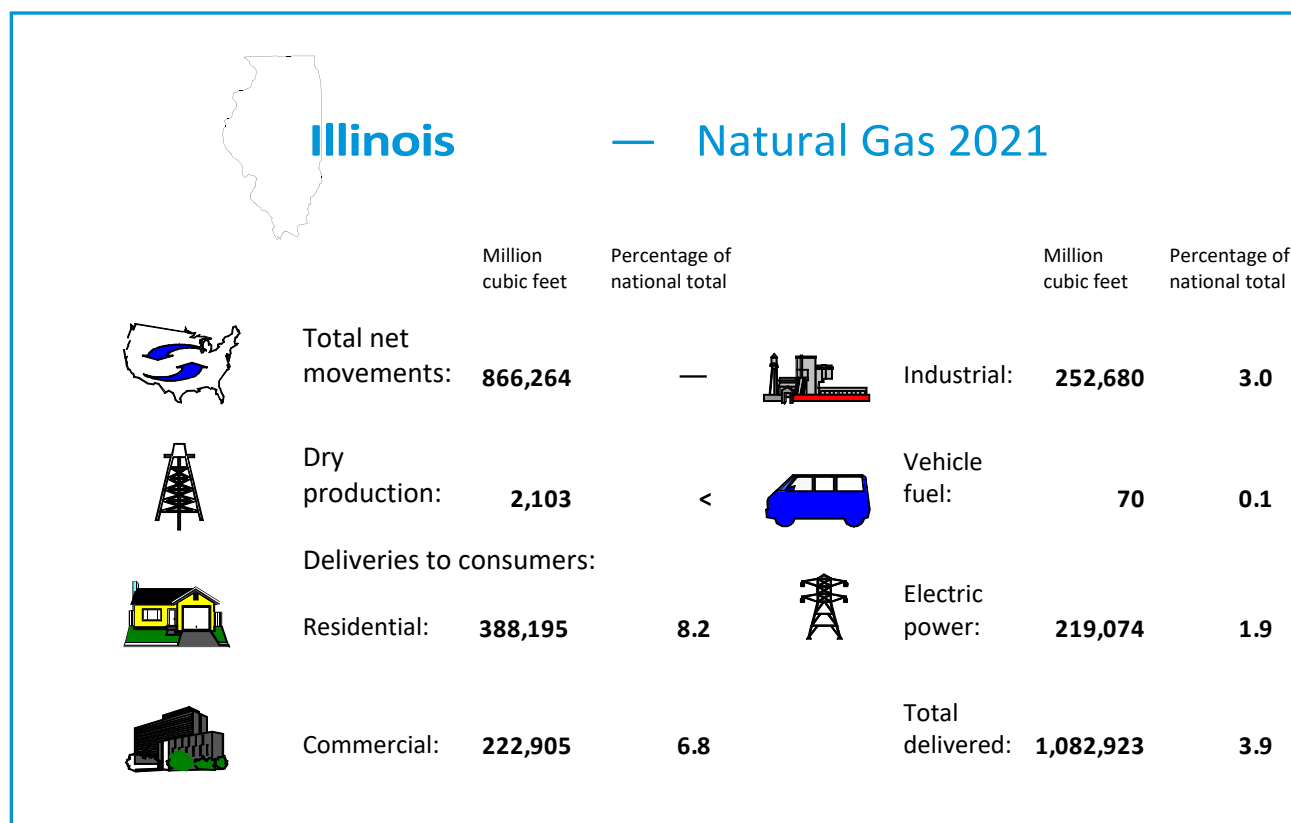 Illinois — Natural Gas 2021
Million Percentage of Million Percentage of
cubic feet national total cubic feet national total
Total net
movements: 866,264 — Industrial: 252,680 3.0
Dry
production: 2,103 <
Vehicle
fuel: 70 0.1
Deliveries to consumers:
Residential: 388,195 8.2
Electric
power: 219,074 1.9
Commercial: 222,905 6.8
Total
delivered: 1,082,923 3.9